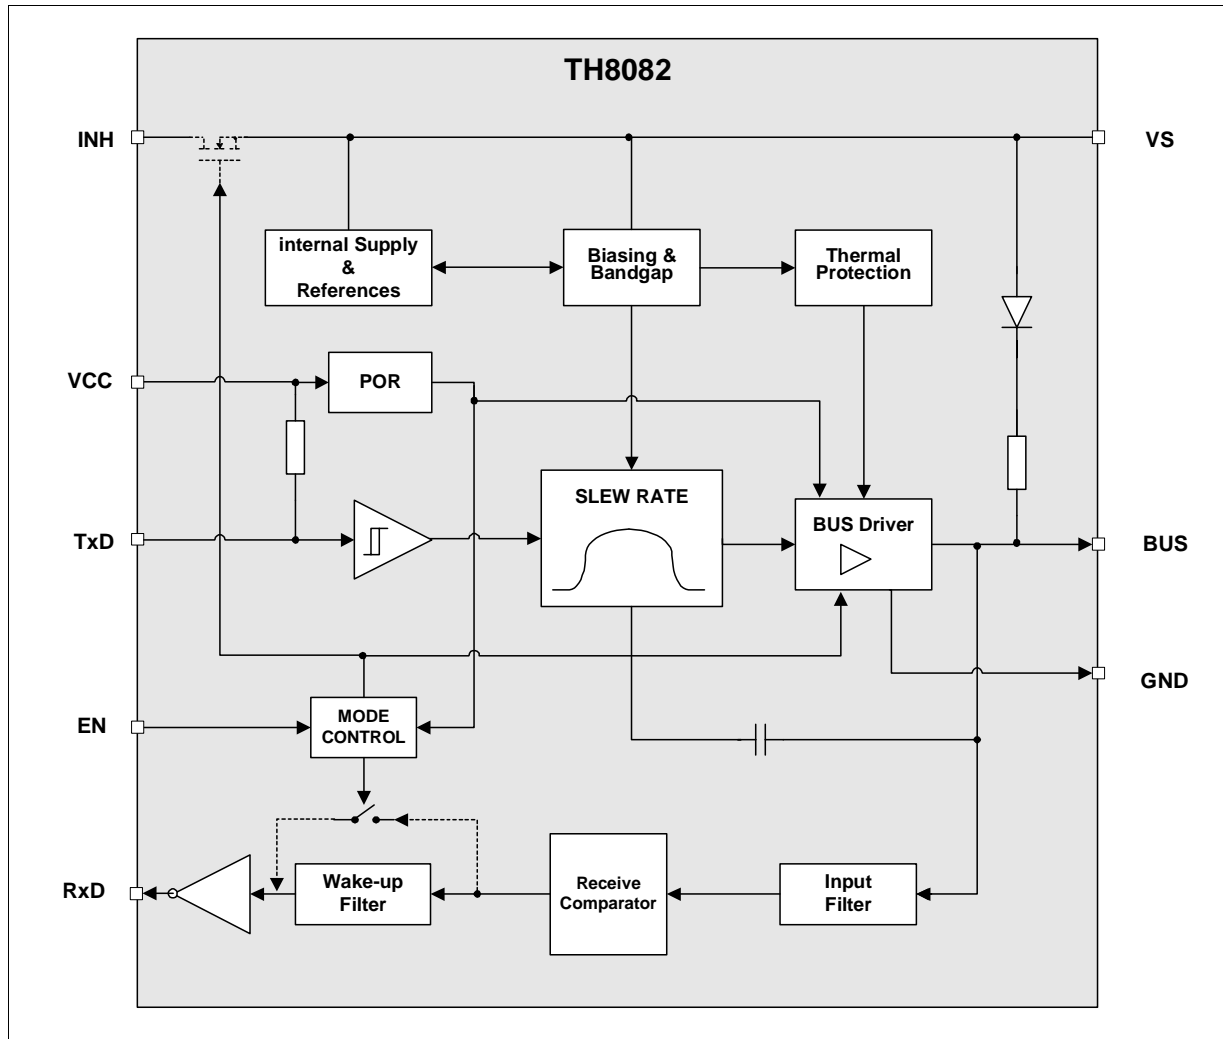 TH8082
INH
VS
internal Supply
&
References
Biasing &
Bandgap
Thermal
Protection
VCC
POR
SLEW RATE
BUS Driver
TxD
BUS
GND
EN
MODE
CONTROL
RxD
Wake-up
Filter
Receive
Comparator
Input
Filter